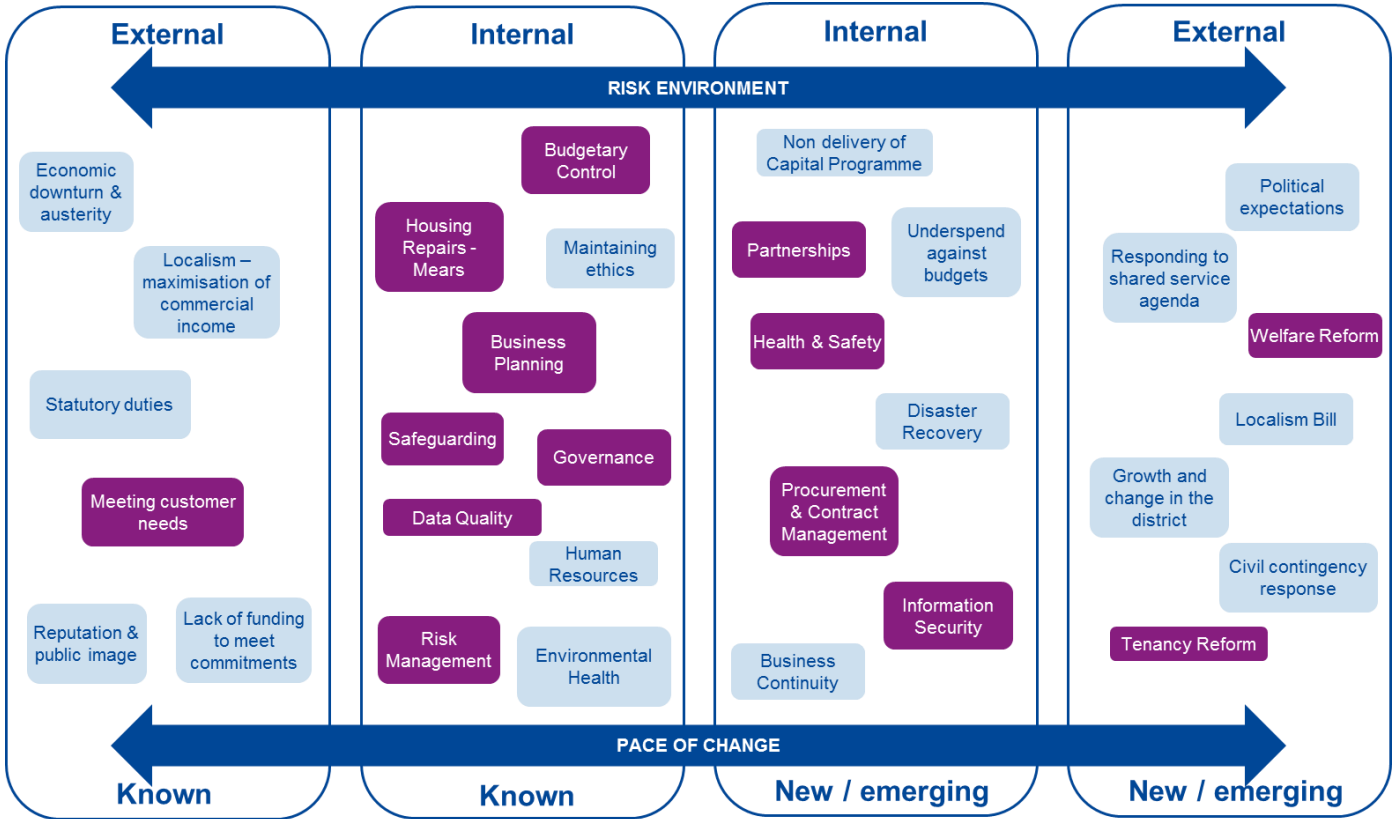 External
Internal
Internal
External
RISK ENVIRONMENT
Economic
downturn &
austerity
Localism –
maximisation of
commercial
income
Statutory duties
Meeting customer
needs
Reputation &
public image
Lack of funding
to meet
commitments
Budgetary
Control
Housing
Repairs -
Mears
Maintaining
ethics
Business
Planning
Safeguarding
Governance
Data Quality
Human
Resources
Risk
Management
Environmental
Health
Non delivery of
Capital Programme
Partnerships
Underspend
against
budgets
Health & Safety
Disaster
Recovery
Procurement
& Contract
Management
Information
Security
Business
Continuity
Political
expectations
Responding to
shared service
agenda
Welfare Reform
Localism Bill
Growth and
change in the
district
Civil contingency
response
Tenancy Reform
PACE OF CHANGE
Known
Known
New / emerging
New / emerging